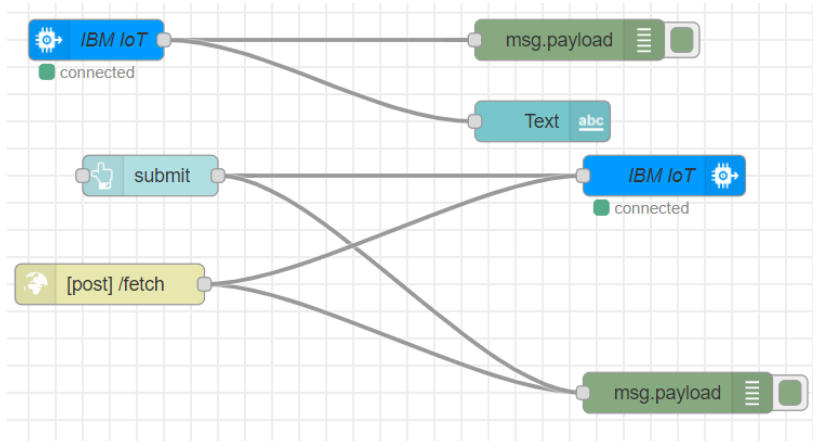 IBM IoT
msg.payload
connected
Text
abc
submit
IBM IoT
connected
[post] /fetch
msg.payload